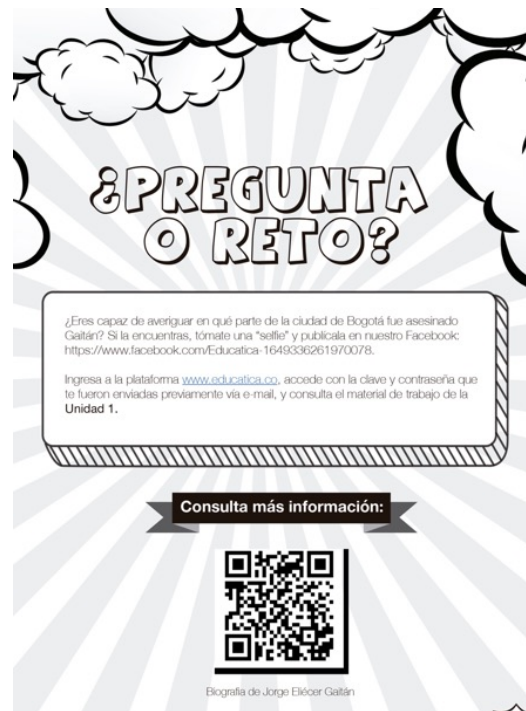 ¿PREGUNTA
O RETO?
¿Eres capaz de averiguar en qué parte de la ciudad de Bogotá fue asesinado
Gaitán? Si la encuentras, tómate una “selfie” y publícala en nuestro Facebook:
https://www.facebook.com/Educatica-1649336261970078.
Ingresa a la plataforma www.educatica.co, accede con la clave y contraseña que
te fueron enviadas previamente vía e-mail, y consulta el material de trabajo de la
Unidad 1.
Consulta más información:
Biografía de Jorge Eliécer Gaitán